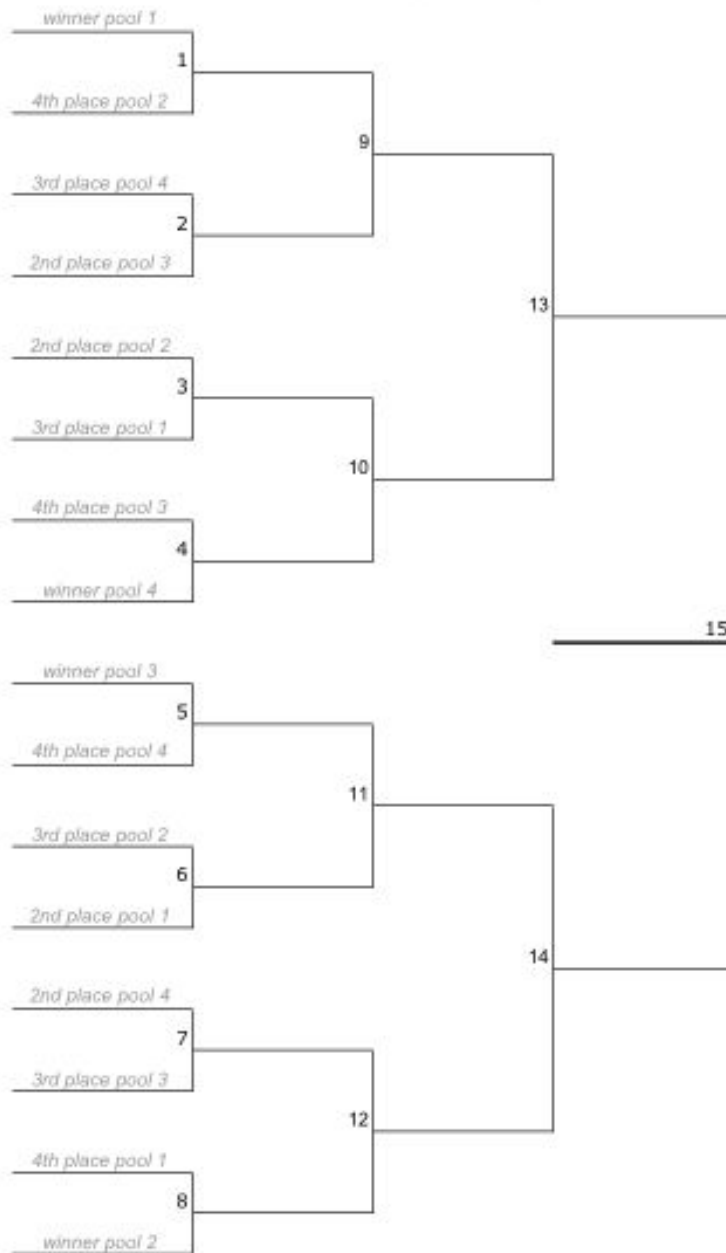 winner pool 1
1
4th place pool 2
9
3rd place pool 4
2
2nd place pool 3
13
2nd place pool 2
3
3rd place pool 1
10
4th place pool 3
4
winner pool 4
15
winner pool 3
5
4th place pool 4
11
3rd place pool 2
6
2nd place pool 1
14
2nd place pool 4
7
3rd place pool 3
12
4th place pool 1
8
winner pool 2